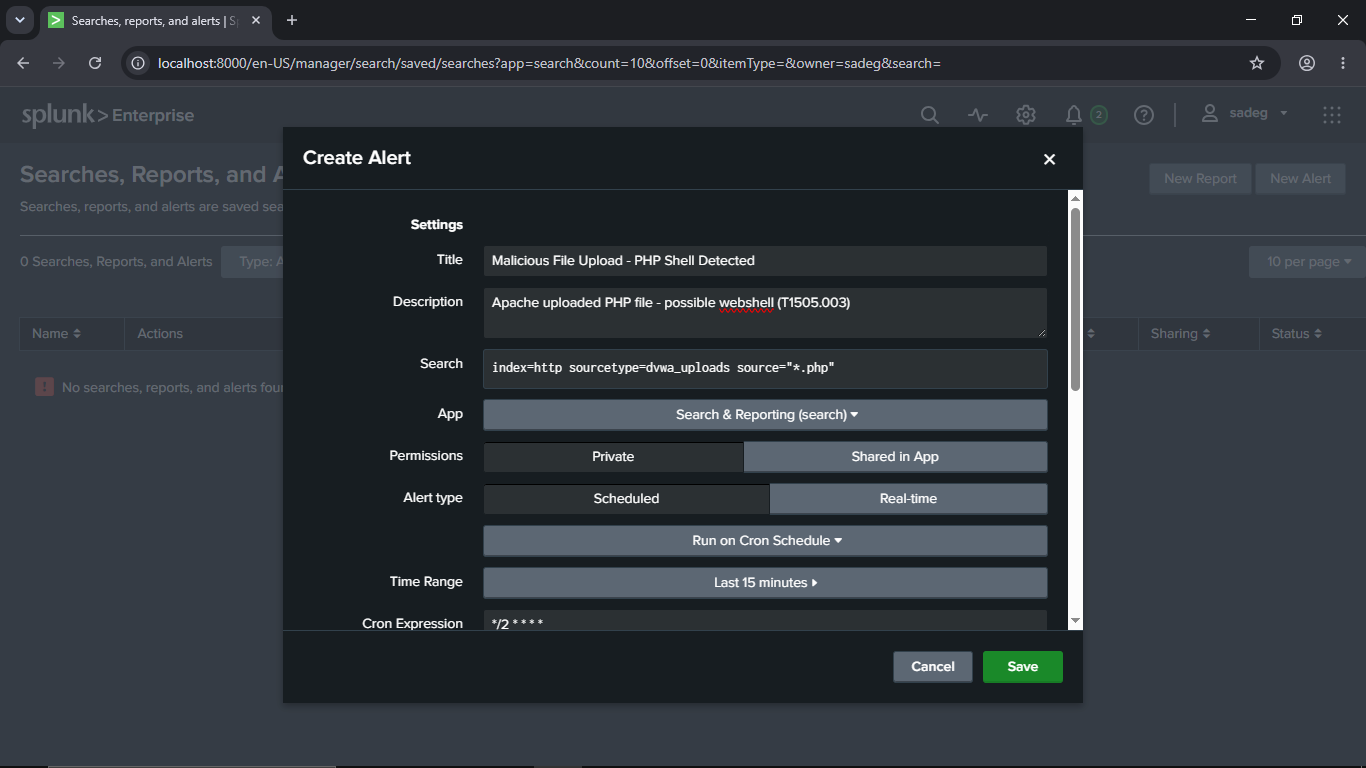 Searches, reports, and alerts | S
localhost:8000/en-US/manager/search/saved/searches?app=search&count=10&offset=0&itemType=&owner=sadeg&search=
splunk> Enterprise
2
sadeg
Create Alert
Searches, Reports, and A
New Report
New Alert
Searches, reports, and alerts are saved sea
Settings
0 Searches, Reports, and Alerts
Type: A
10 per page
Title
Malicious File Upload - PHP Shell Detected
Description
Apache uploaded PHP file - possible webshell (T1505.003)
Name
Actions
Sharing
Status
Search
index=http sourcetype=dvwa_uploads source="*.php"
No searches, reports, and alerts four
App
Search & Reporting (search)
Permissions
Private
Shared in App
Alert type
Scheduled
Real-time
Run on Cron Schedule
Time Range
Last 15 minutes
Cron Expression
*/2 * * * *
Cancel
Save